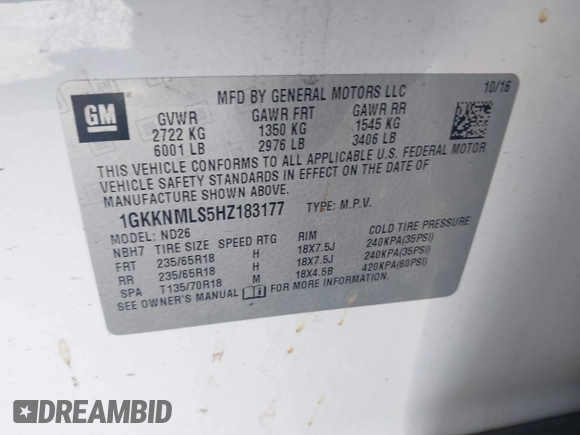 GM
MFD BY GENERAL MOTORS LLC 10/16
GVWR GAWR FRT GAWR RR
2722 KG 1350 KG 1545 KG
6001 LB 2976 LB 3406 LB
THIS VEHICLE CONFORMS TO ALL APPLICABLE U.S. FEDERAL MOTOR
VEHICLE SAFETY STANDARDS IN EFFECT ON THE DATE OF
MANUFACTURE SHOWN ABOVE.
1GKKNMLS5HZ183177 TYPE: M.P.V.
MODEL: ND26
NBH7 TIRE SIZE SPEED RTG RIM COLD TIRE PRESSURE
FRT 235/65R18 H 18X7.5J 240KPA(35PSI)
RR 235/65R18 H 18X7.5J 240KPA(35PSI)
SPA T135/70R18 M 18X4.5B 420KPA(60PSI)
SEE OWNER'S MANUAL FOR MORE INFORMATION.
DREAMBID
DREAMBID